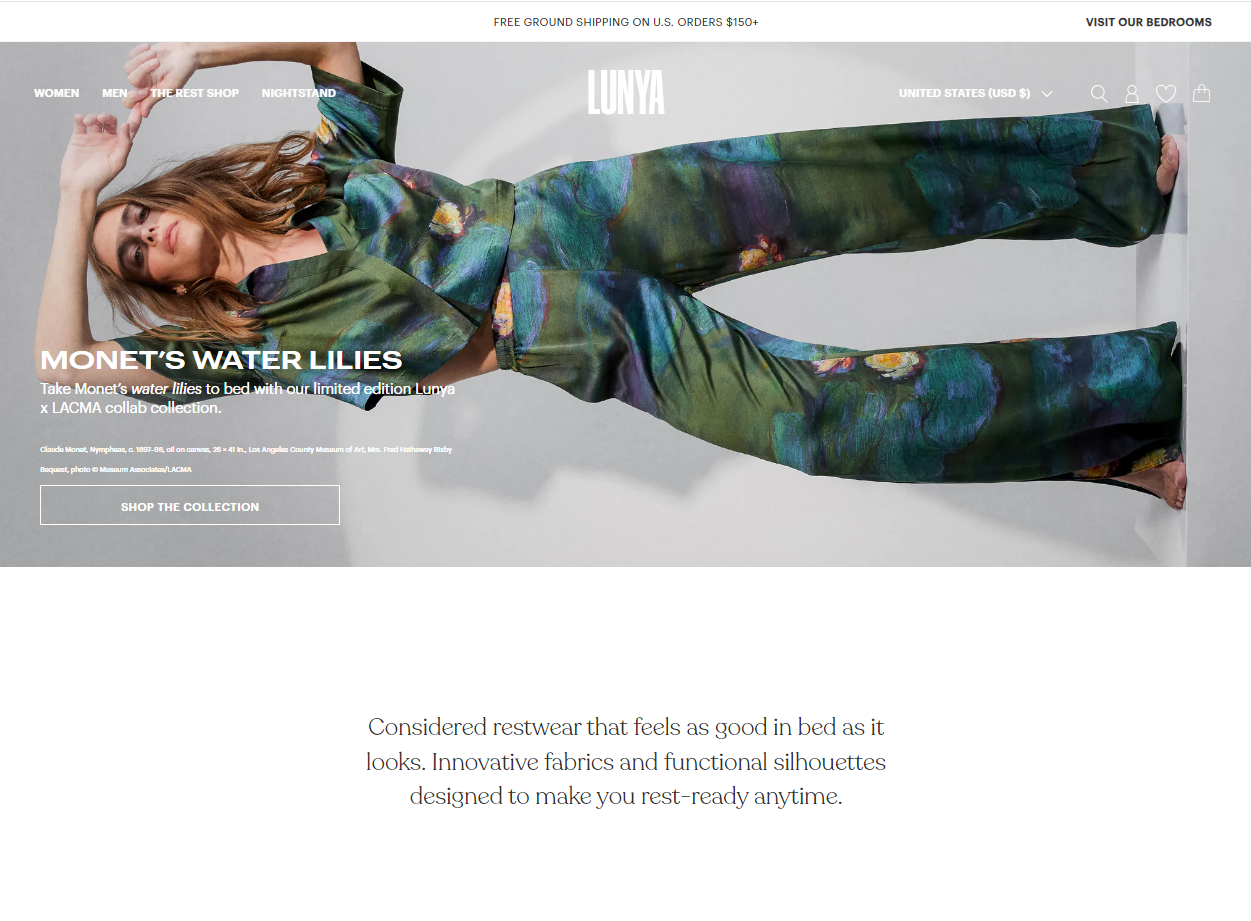 FREE GROUND SHIPPING ON U.S. ORDERS $150+
VISIT OUR BEDROOMS
WOMEN MEN THE REST SHOP NIGHTSTAND
LUNYA
UNITED STATES (USD $)
MONET'S WATER LILIES
Take Monet's water lilies to bed with our limited edition Lunya
x LACMA collab collection.
Claude Monet, Nympheas, c. 1897-98, oil on canvas, 26 × 41 in., Los Angeles County Museum of Art, Mrs. Fred Hathaway Bixby
Bequest, photo © Museum Associates/LACMA
SHOP THE COLLECTION
Considered restwear that feels as good in bed as it
looks. Innovative fabrics and functional silhouettes
designed to make you rest-ready anytime.